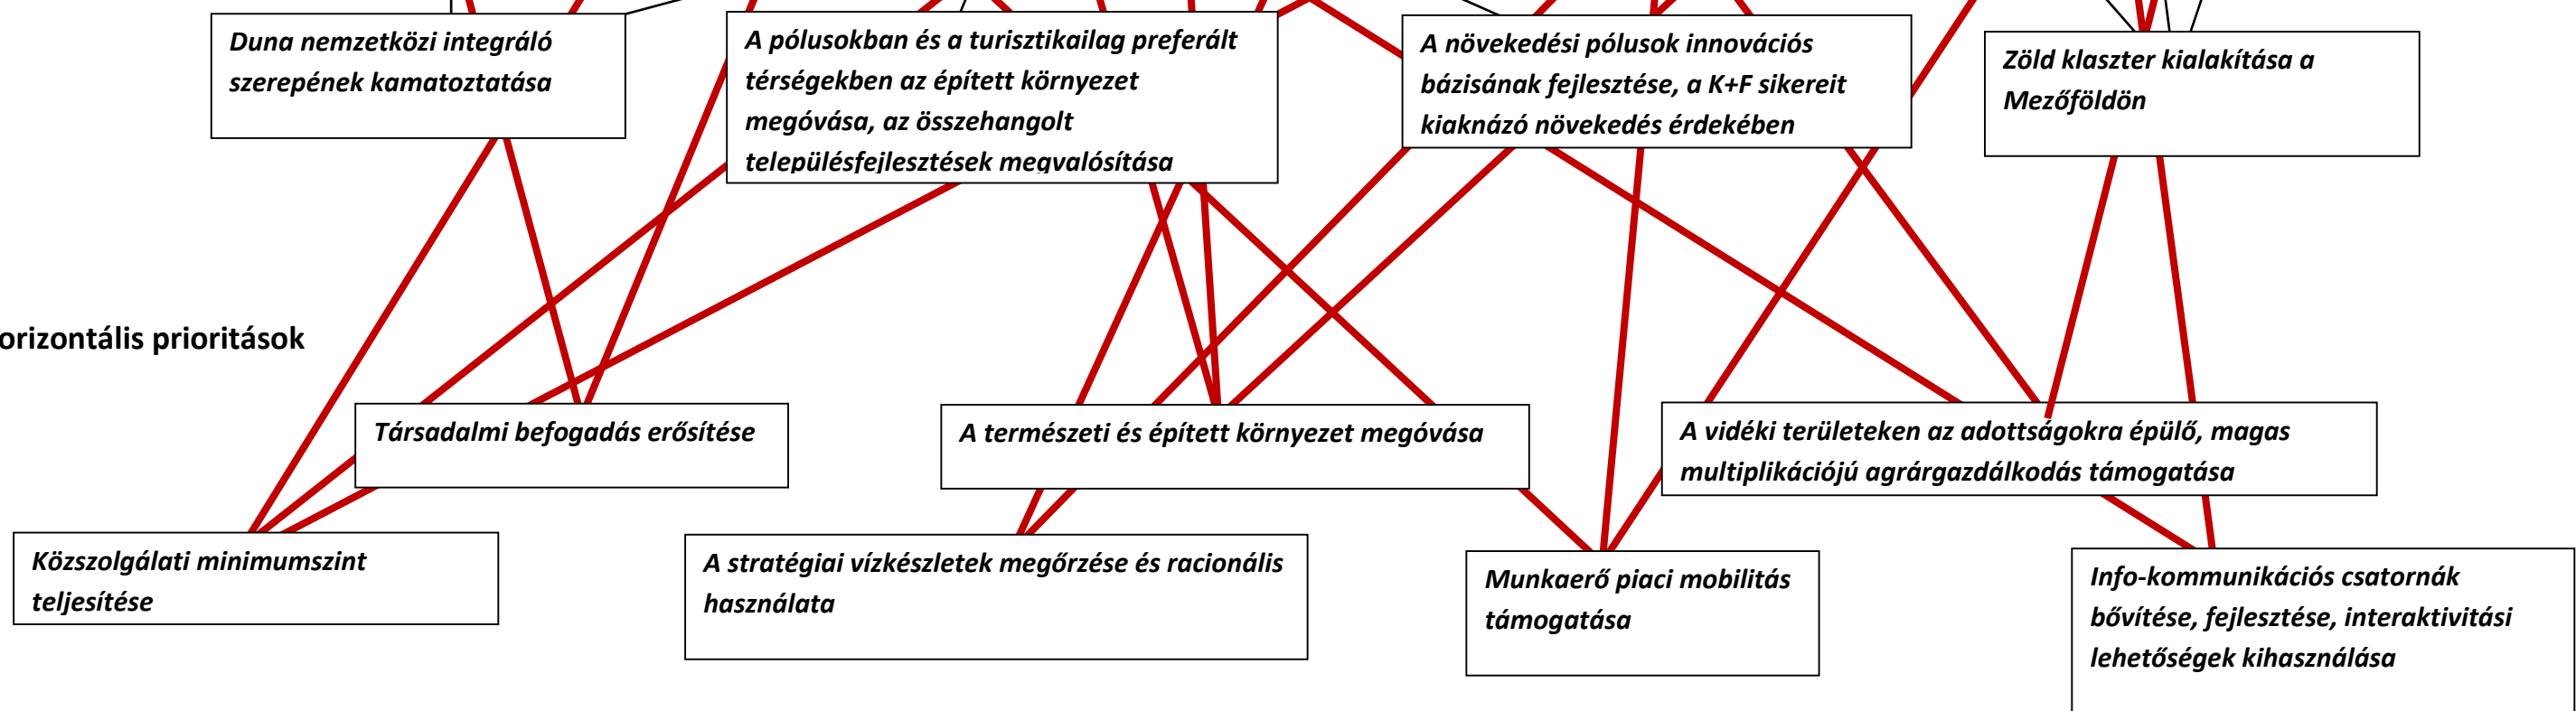 Duna nemzetközi integráló
szerepének kamatoztatása
A pólusokban és a turisztikailag preferált
térségekben az épített környezet
megóvása, az összehangolt
településfejlesztések megvalósítása
A növekedési pólusok innovációs
bázisának fejlesztése, a K+F sikereit
kiaknázó növekedés érdekében
Zöld klaszter kialakítása a
Mezőföldön
orizontális prioritások
Társadalmi befogadás erősítése
A természeti és épített környezet megóvása
A vidéki területeken az adottságokra épülő, magas
multiplikációjú agrárgazdálkodás támogatása
Közszolgálati minimumszint
teljesítése
A stratégiai vízkészletek megőrzése és racionális
használata
Munkaerő piaci mobilitás
támogatása
Info-kommunikációs csatornák
bővítése, fejlesztése, interaktivitási
lehetőségek kihasználása